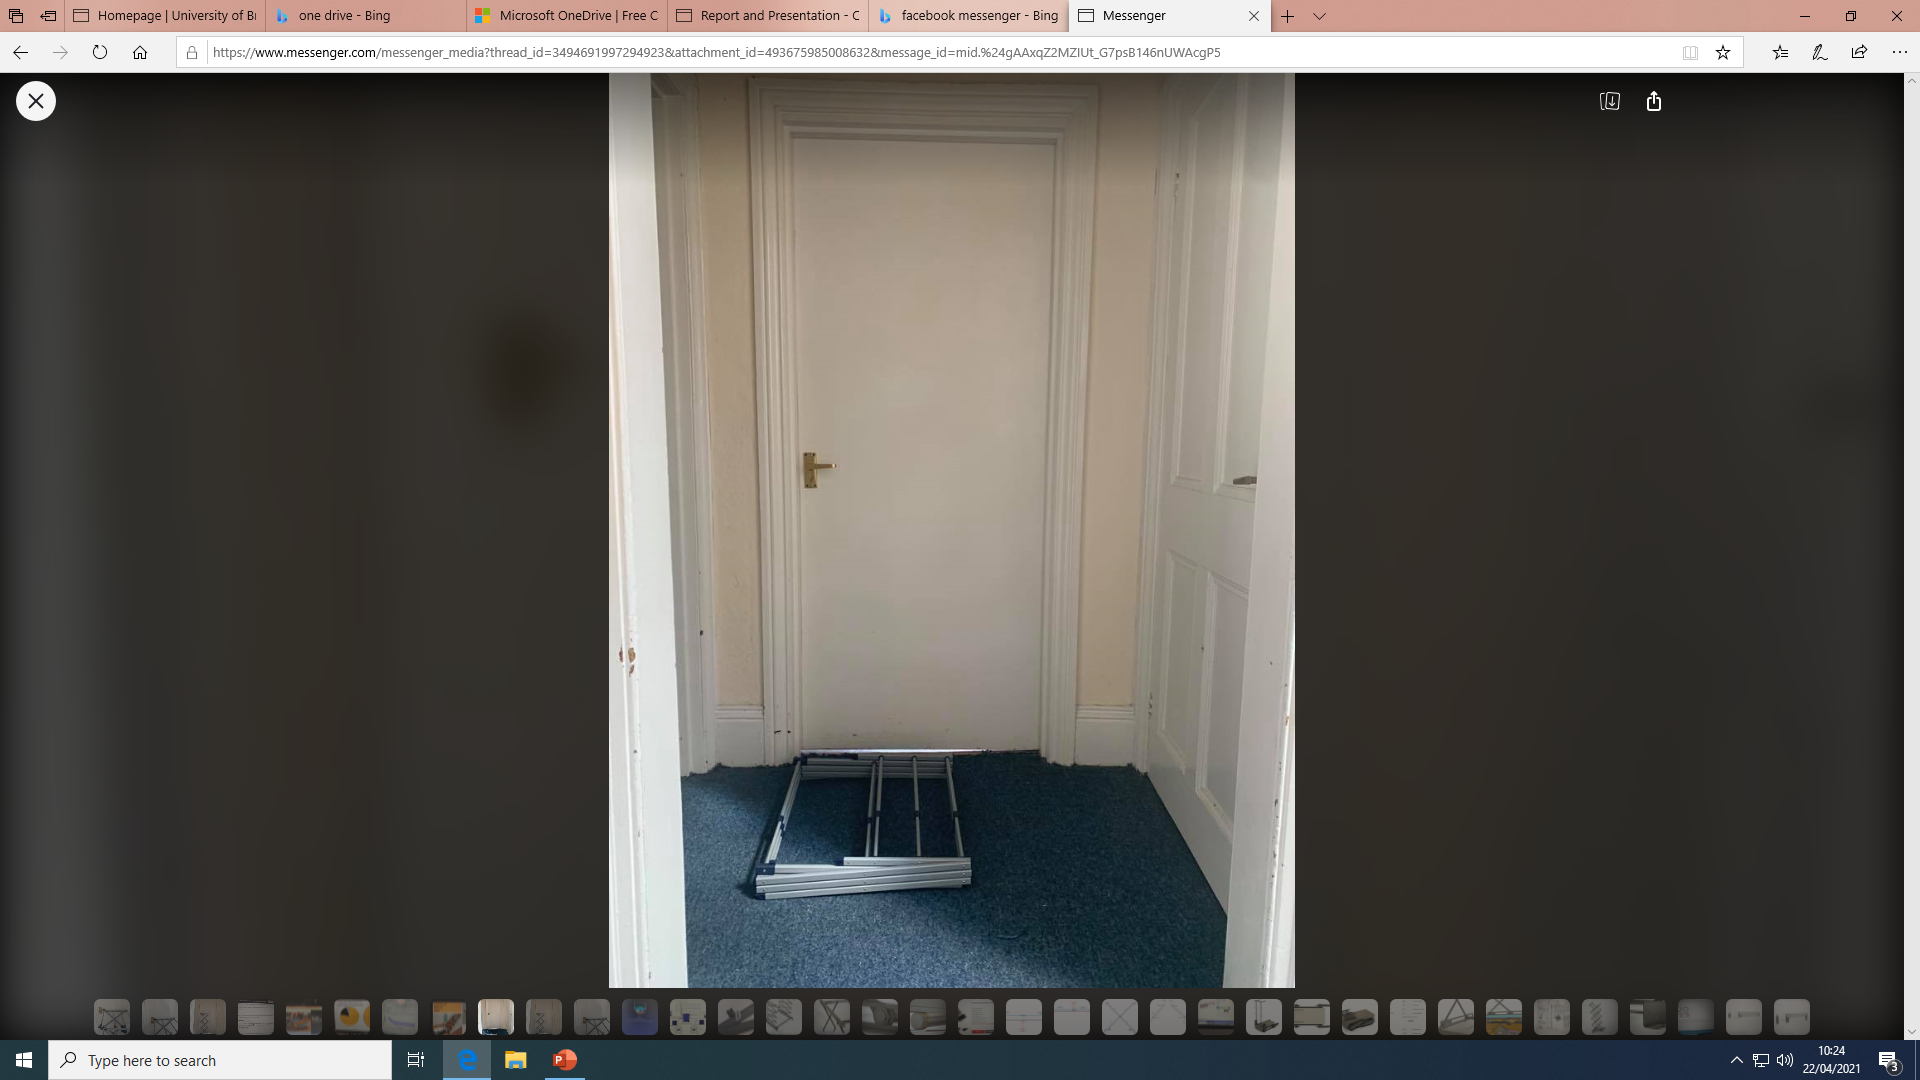 Homepage | University of Br
one drive - Bing
Microsoft OneDrive | Free C
Report and Presentation - C
facebook messenger - Bing
Messenger
https://www.messenger.com/messenger_media?thread_id=3494691997294923&attachment_id=493675985008632&message_id=mid.%24gAAxqZ2MZIUt_G7psB146nUWAcgP5
Type here to search
10:24
22/04/2021
3